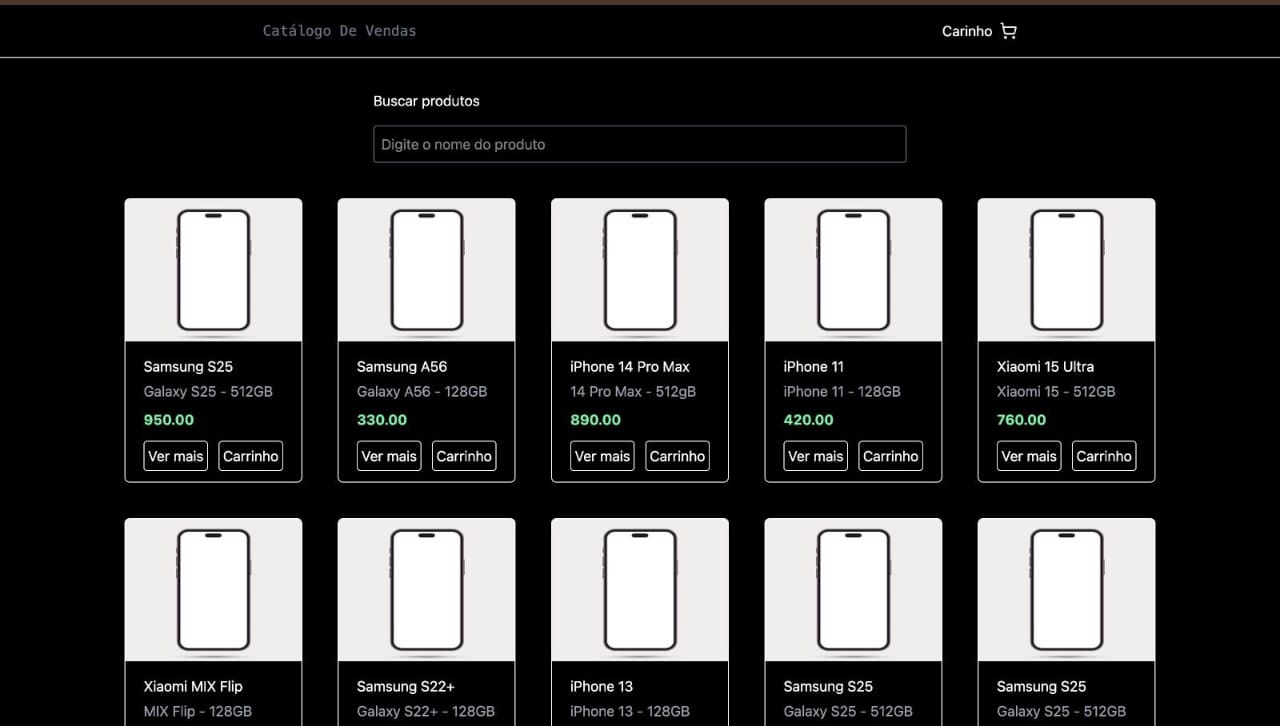 Catálogo De Vendas
Carinho
Buscar produtos
Digite o nome do produto
Samsung S25
Galaxy S25 - 512GB
950.00
Ver mais Carrinho
Samsung A56
Galaxy A56 - 128GB
330.00
Ver mais Carrinho
iPhone 14 Pro Max
14 Pro Max - 512gB
890.00
Ver mais Carrinho
iPhone 11
iPhone 11 - 128GB
420.00
Ver mais Carrinho
Xiaomi 15 Ultra
Xiaomi 15 - 512GB
760.00
Ver mais Carrinho
Xiaomi MIX Flip
MIX Flip - 128GB
Samsung S22+
Galaxy S22+ - 128GB
iPhone 13
iPhone 13 - 128GB
Samsung S25
Galaxy S25 - 512GB
Samsung S25
Galaxy S25 - 512GB